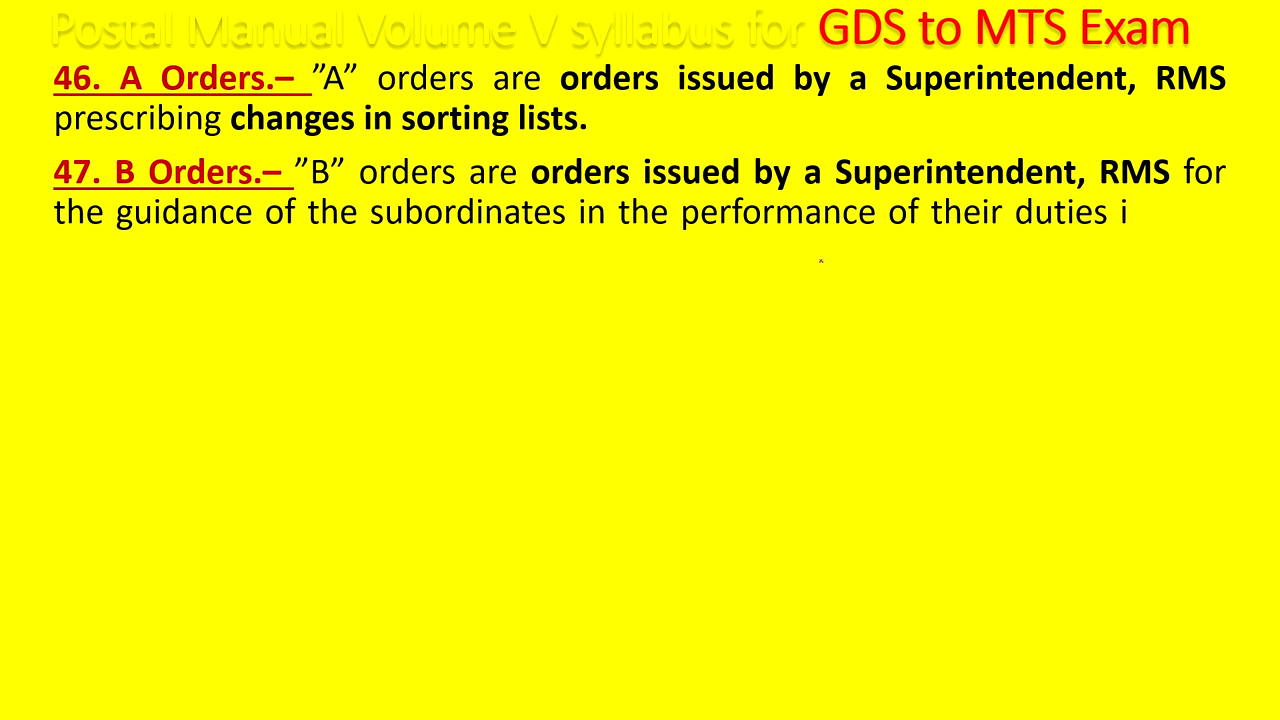 Postal Manual Volume V syllabus for GDS to MTS Exam
46. A Orders.– ”A” orders are orders issued by a Superintendent, RMS
prescribing changes in sorting lists.
47. B Orders.– ”B” orders are orders issued by a Superintendent, RMS for
the guidance of the subordinates in the performance of their duties i